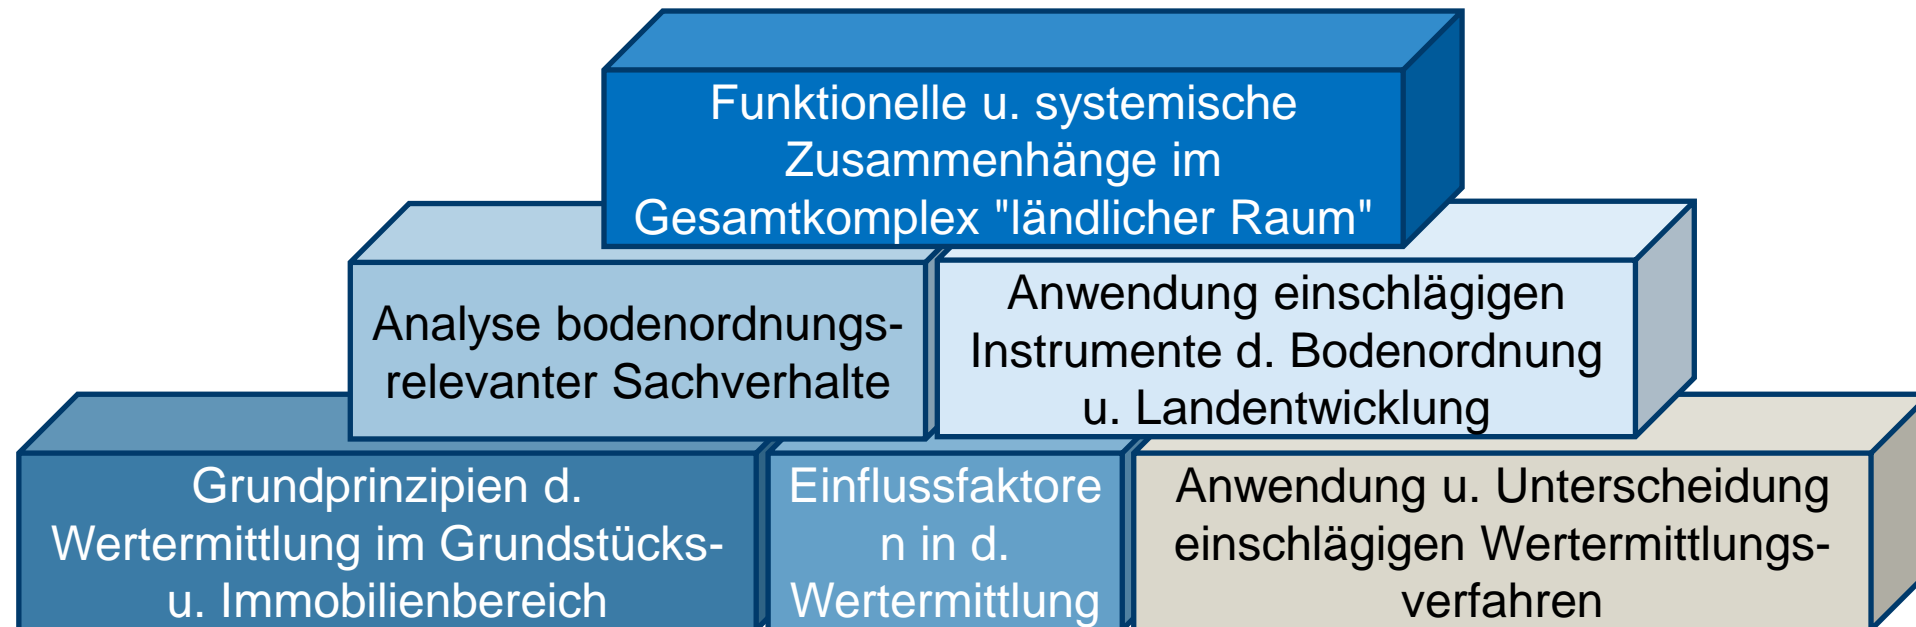 Funktionelle u. systemische
Zusammenhänge im
Gesamtkomplex "ländlicher Raum"
Analyse bodenordnungs-
relevanter Sachverhalte
Anwendung einschlägigen
Instrumente d. Bodenordnung
u. Landentwicklung
Grundprinzipien d.
Wertermittlung im Grundstücks-
u. Immobilienbereich
Einflussfaktore
n in d.
Wertermittlung
Anwendung u. Unterscheidung
einschlägigen Wertermittlungs-
verfahren